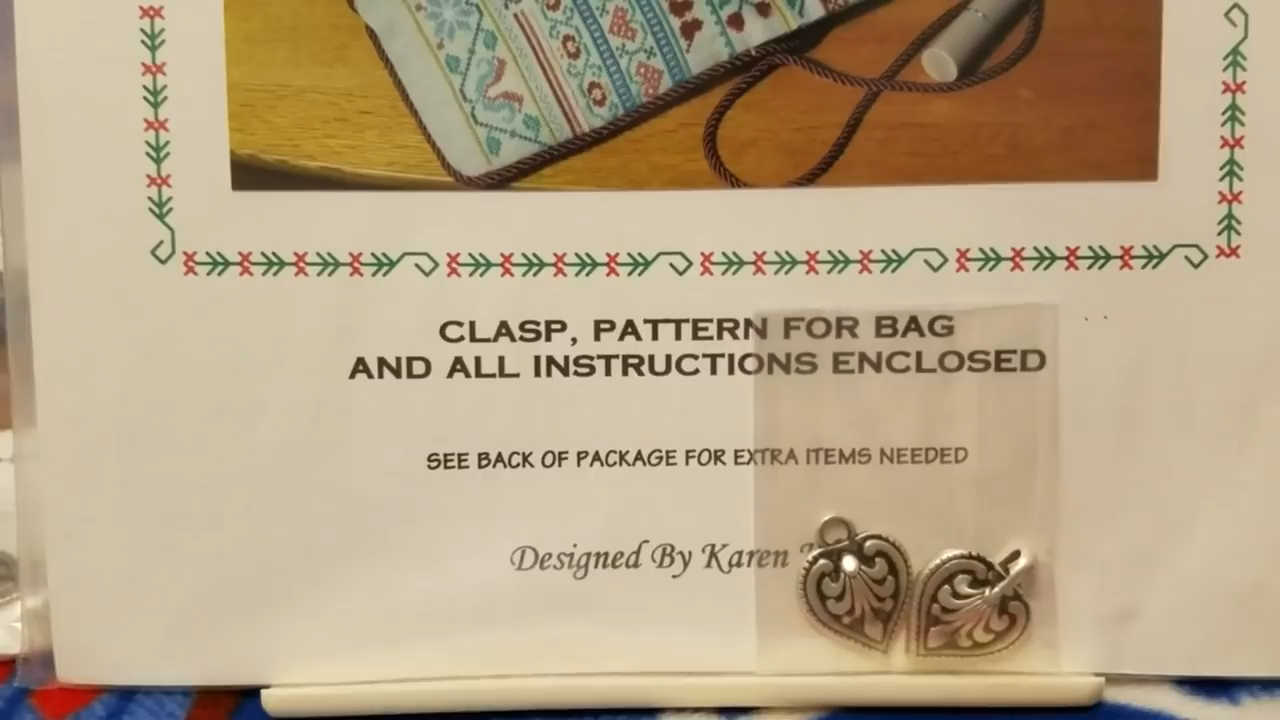 CLASP, PATTERN FOR BAG
AND ALL INSTRUCTIONS ENCLOSED
SEE BACK OF PACKAGE FOR EXTRA ITEMS NEEDED
Designed By Karen